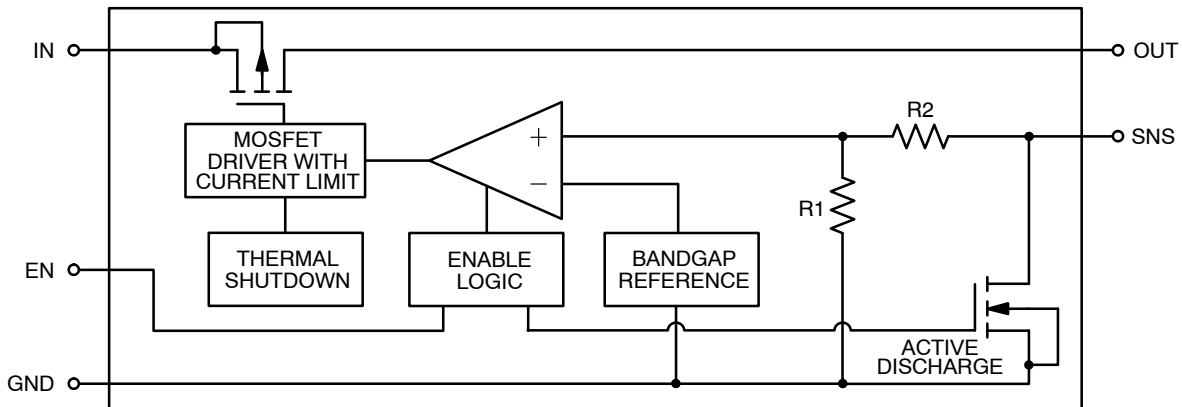 IN
OUT
R2
MOSFET
DRIVER WITH
CURRENT LIMIT
+
−
SNS
R1
THERMAL
SHUTDOWN
ENABLE
LOGIC
BANDGAP
REFERENCE
EN
ACTIVE
DISCHARGE
GND